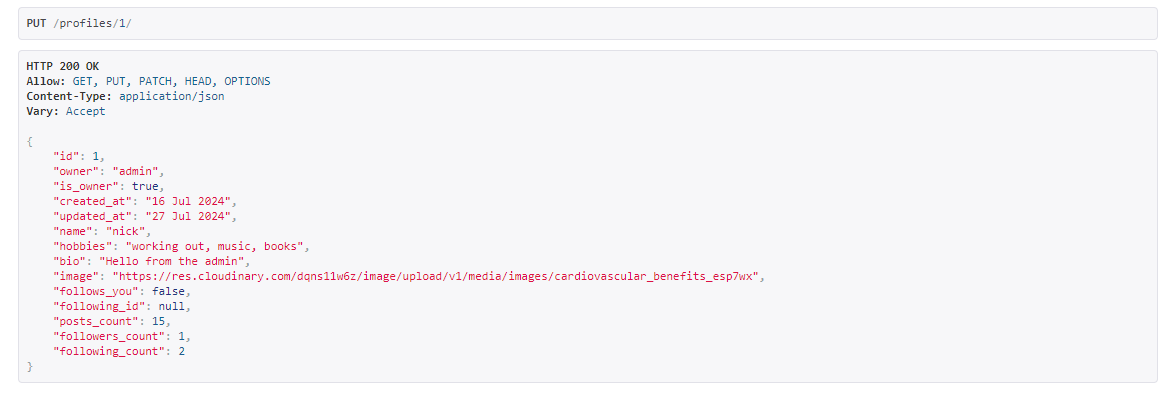 PUT /profiles/1/
HTTP 200 OK
Allow: GET, PUT, PATCH, HEAD, OPTIONS
Content-Type: application/json
Vary: Accept
{
    "id": 1,
    "owner": "admin",
    "is_owner": true,
    "created_at": "16 Jul 2024",
    "updated_at": "27 Jul 2024",
    "name": "nick",
    "hobbies": "working out, music, books",
    "bio": "Hello from the admin",
    "image": "https://res.cloudinary.com/dqns11w6z/image/upload/v1/media/images/cardiovascular_benefits_esp7wx",
    "follows_you": false,
    "following_id": null,
    "posts_count": 15,
    "followers_count": 1,
    "following_count": 2
}